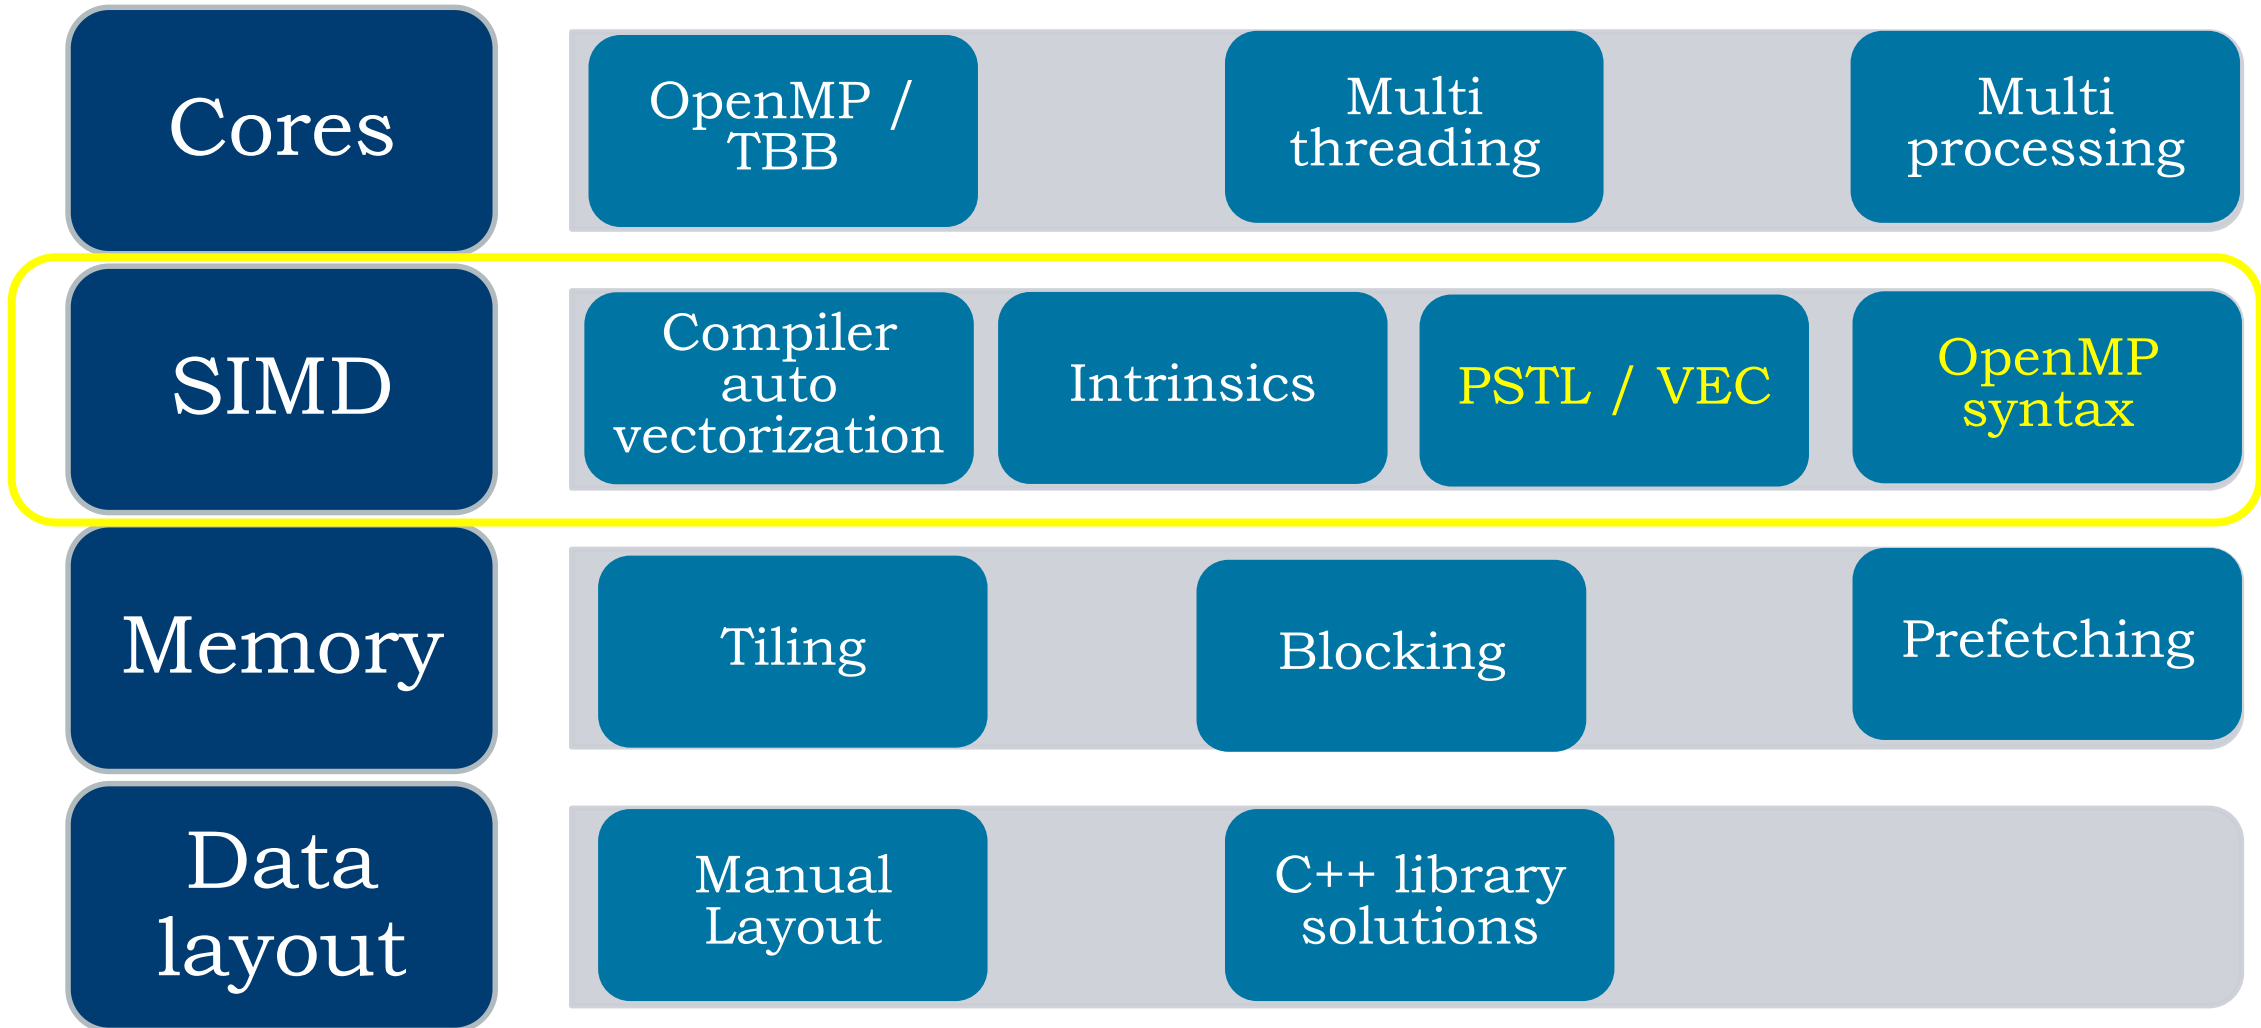 Cores
OpenMP /
TBB
Multi
threading
Multi
processing
SIMD
Compiler
auto
vectorization
Intrinsics
PSTL / VEC
OpenMP
syntax
Memory
Tiling
Blocking
Prefetching
Data
layout
Manual
Layout
C++ library
solutions